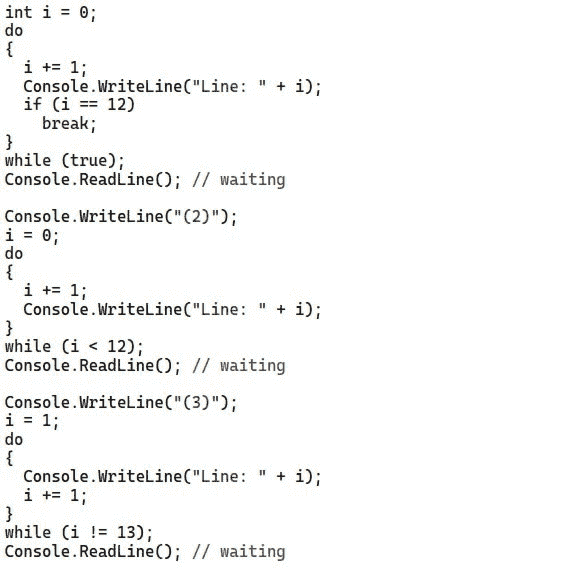 int i = 0;
do
{
  i += 1;
  Console.WriteLine("Line: " + i);
  if (i == 12)
    break;
}
while (true);
Console.ReadLine(); // waiting

Console.WriteLine("(2)");
i = 0;
do
{
  i += 1;
  Console.WriteLine("Line: " + i);
}
while (i < 12);
Console.ReadLine(); // waiting

Console.WriteLine("(3)");
i = 1;
do
{
  Console.WriteLine("Line: " + i);
  i += 1;
}
while (i != 13);
Console.ReadLine(); // waiting